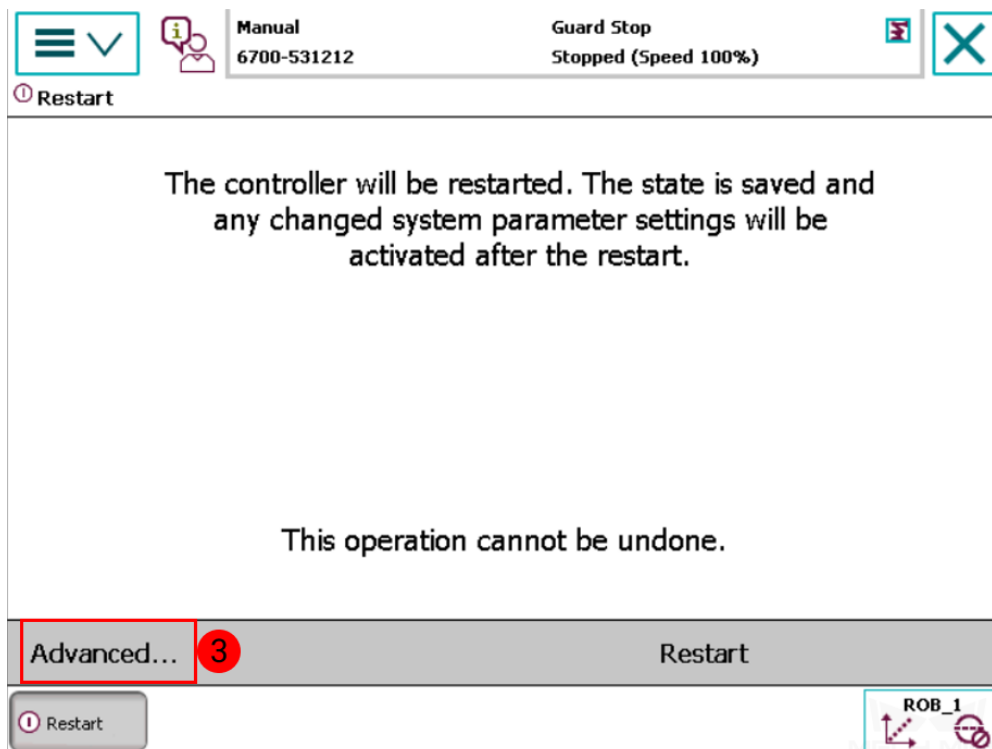 Manual
6700-531212
Guard Stop
Stopped (Speed 100%)
Restart
The controller will be restarted. The state is saved and
any changed system parameter settings will be
activated after the restart.
This operation cannot be undone.
Advanced...
3
Restart
Restart
ROB_1